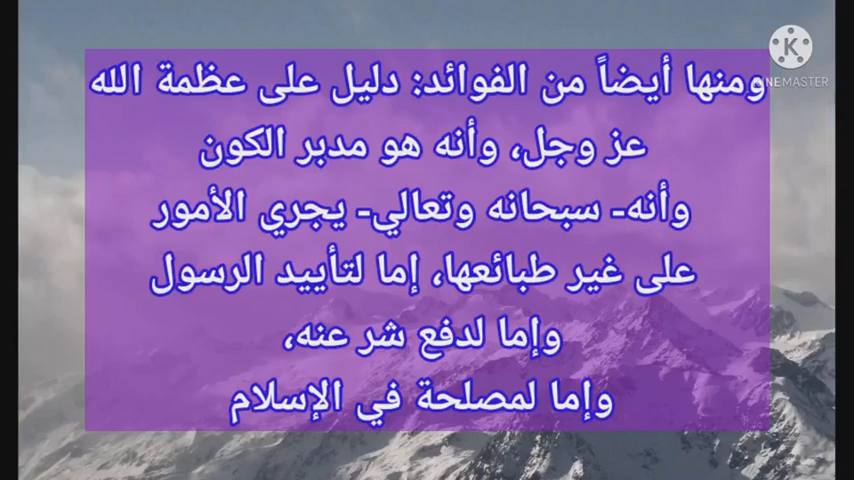 ومنها أيضاً من الفوائد: دليل على عظمة الله
عز وجل، وأنه هو مدبر الكون
وأنه- سبحانه وتعالي- يجري الأمور
على غير طبائعها، إما لتأييد الرسول
وإما لدفع شر عنه،
وإما لمصلحة في الإسلام
K
KINEMASTER